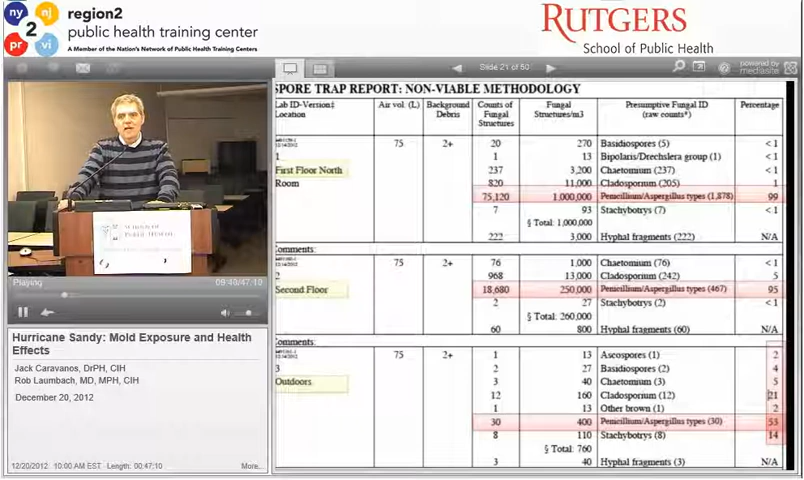 ny nj
2
pr vi
region2
public health training center
A Member of the Nation's Network of Public Health Training Centers
RUTGERS
School of Public Health
Slide 21 of 50
powered by
mediasite
SPORE TRAP REPORT: NON-VIABLE METHODOLOGY
Lab ID-Version‡
Location
Air vol. (L)
Background
Debris
Counts of
Fungal
Structures
Fungal
Structures/m3
Presumptive Fungal ID
(raw counts*)
Percentage
75 2+ 20 270 Basidiospores (5) < 1
1 1 13 Bipolaris/Drechslera group (1) < 1
First Floor North 237 3,200 Chaetomium (237) < 1
Room 820 11,000 Cladosporium (205) 1
75,120 1,000,000 Penicillium/Aspergillus types (1,878) 99
7 93 Stachybotrys (7) < 1
§ Total: 1,000,000
222 3,000 Hyphal fragments (222) N/A
Comments:
75 2+ 76 1,000 Chaetomium (76) < 1
2 968 13,000 Cladosporium (242) 5
Second Floor 18,680 250,000 Penicillium/Aspergillus types (467) 95
2 27 Stachybotrys (2) < 1
§ Total: 260,000
60 800 Hyphal fragments (60) N/A
Comments:
75 2+ 1 13 Ascospores (1) 2
2 27 Basidiospores (2) 4
3 3 40 Chaetomium (3) 5
Outdoors 12 160 Cladosporium (12) 21
1 13 Other brown (1) 2
30 400 Penicillium/Aspergillus types (30) 53
8 110 Stachybotrys (8) 14
§ Total: 760
3 40 Hyphal fragments (3) N/A
SCHOOL OF
PUBLIC HEALTH
Playing 09:40/47:10
Hurricane Sandy: Mold Exposure and Health
Effects
Jack Caravanos, DrPH, CIH
Rob Laumbach, MD, MPH, CIH
December 20, 2012
12/20/2012 10:00 AM EST Length: 00:47:10 More...